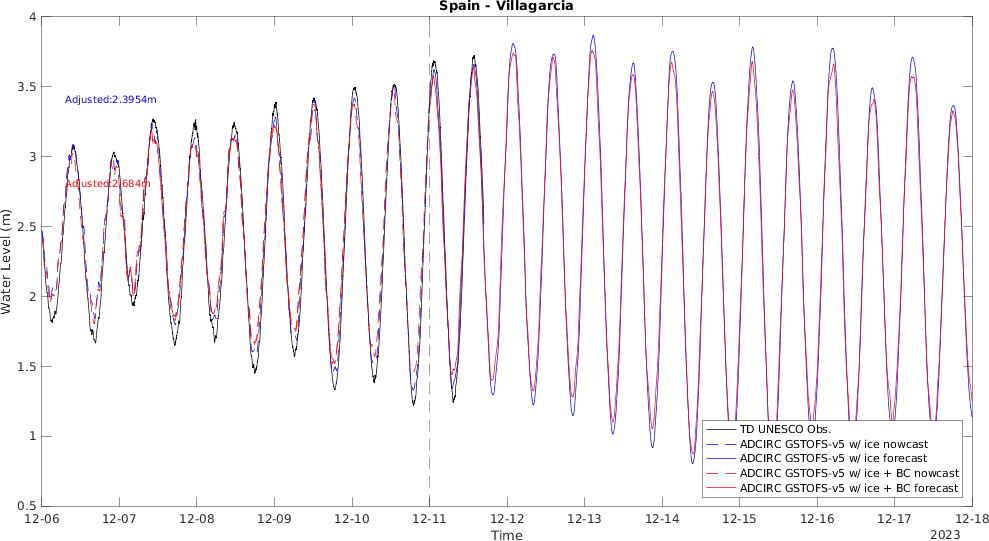 Spain - Villagarcia
4
3.5
3
2.5
2
1.5
1
0.5
Water Level (m)
Adjusted:2.3954m
Adjusted:2.684m
TD UNESCO Obs.
ADCIRC GSTOFS-v5 w/ ice nowcast
ADCIRC GSTOFS-v5 w/ ice forecast
ADCIRC GSTOFS-v5 w/ ice + BC nowcast
ADCIRC GSTOFS-v5 w/ ice + BC forecast
12-06 12-07 12-08 12-09 12-10 12-11 12-12 12-13 12-14 12-15 12-16 12-17 12-18
Time
2023